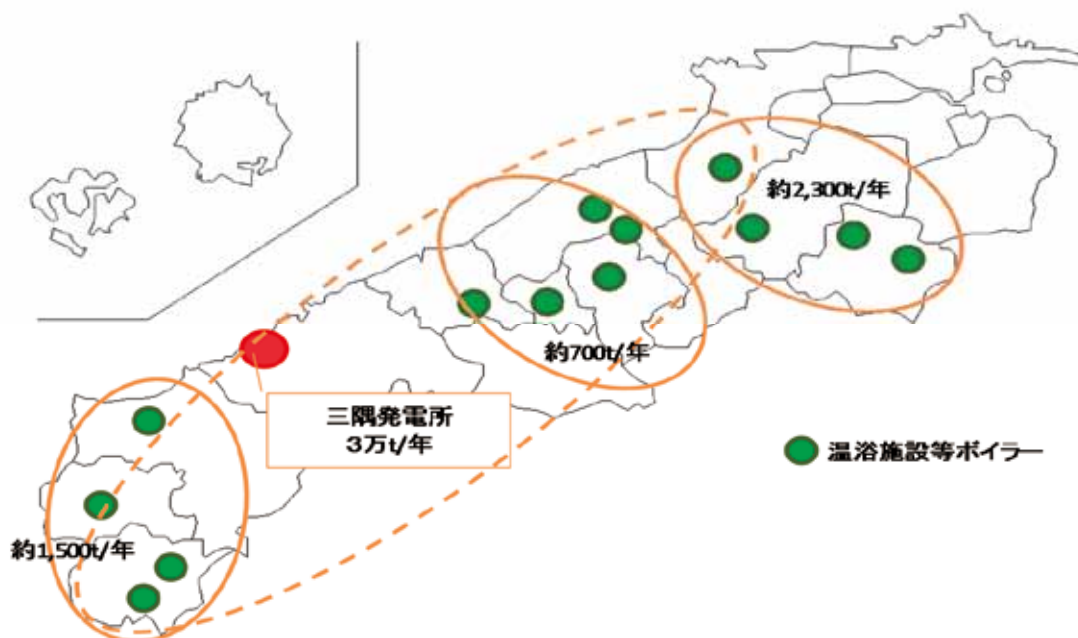 約2,300t/年
約700t/年
三隅発電所
３万t/年
温浴施設等ボイラー
約1,500t/年